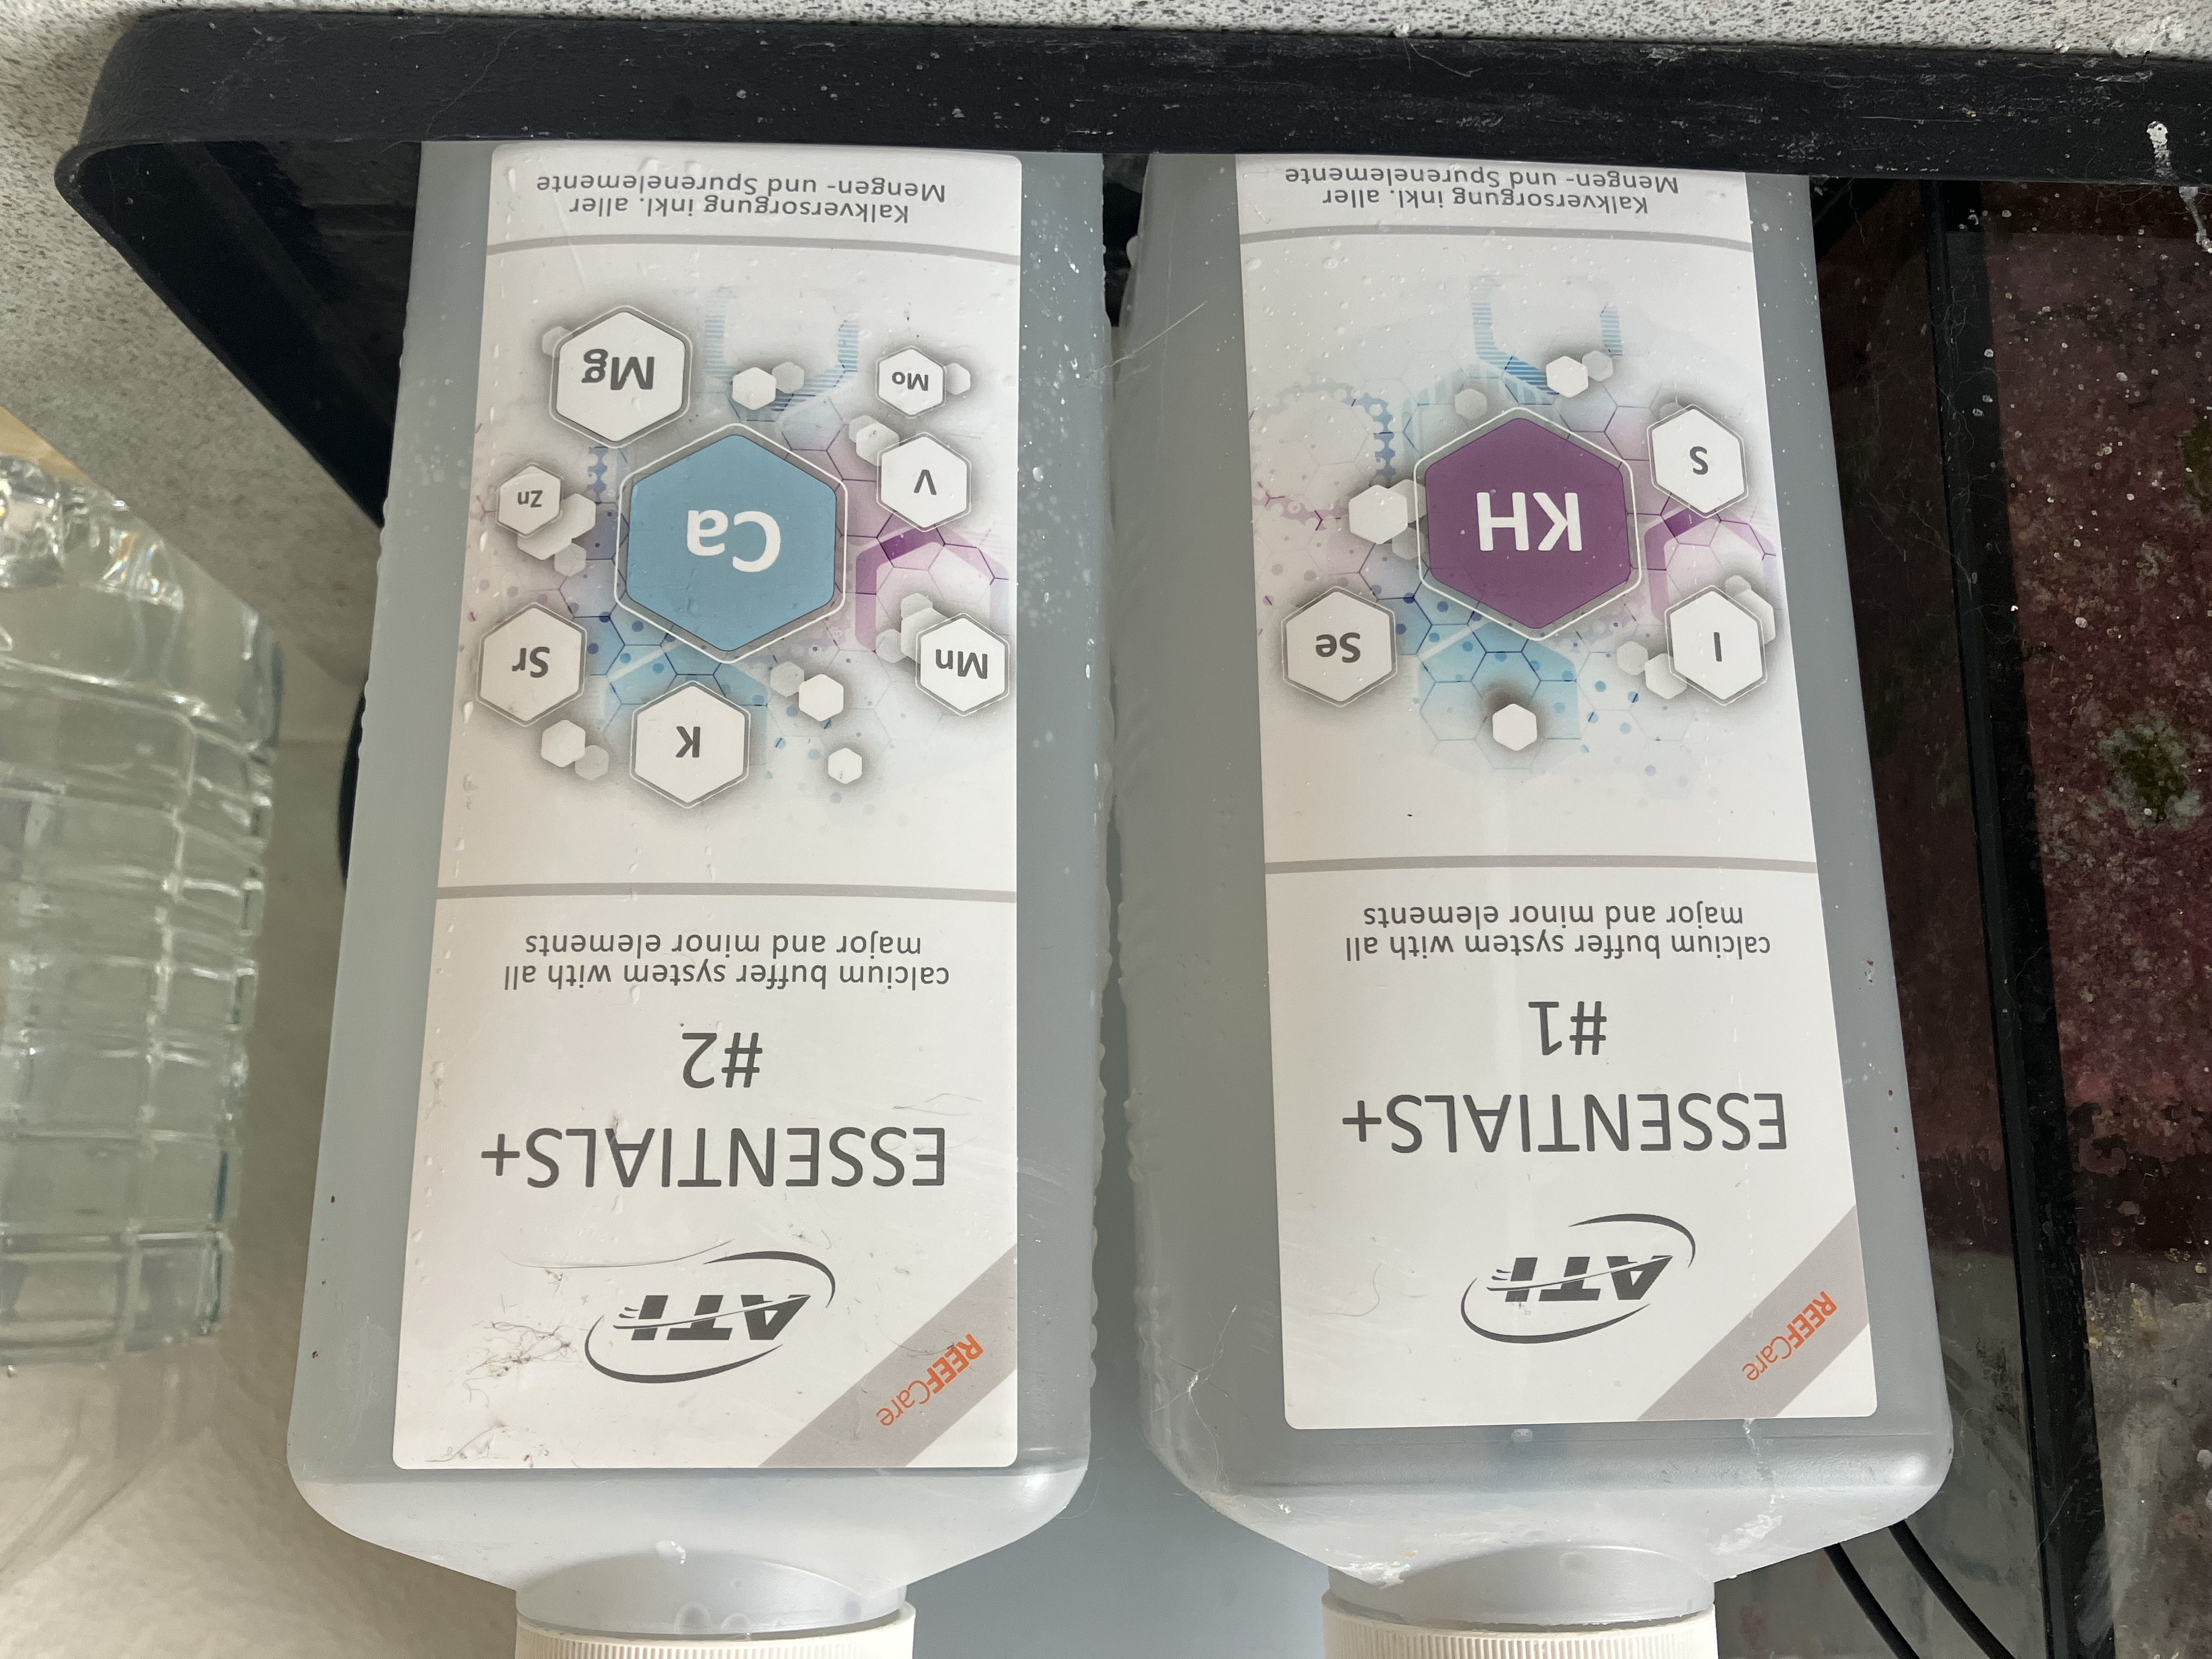 REEFCare
ATI
ESSENTIALS+
#1
calcium buffer system with all
major and minor elements
I
Se
KH
S
Kalkversorgung inkl. aller
Mengen- und Spurenelemente
REEFCare
ATI
ESSENTIALS+
#2
calcium buffer system with all
major and minor elements
K
Mn
Sr
Ca
V
Zn
Mo
Mg
Kalkversorgung inkl. aller
Mengen- und Spurenelemente